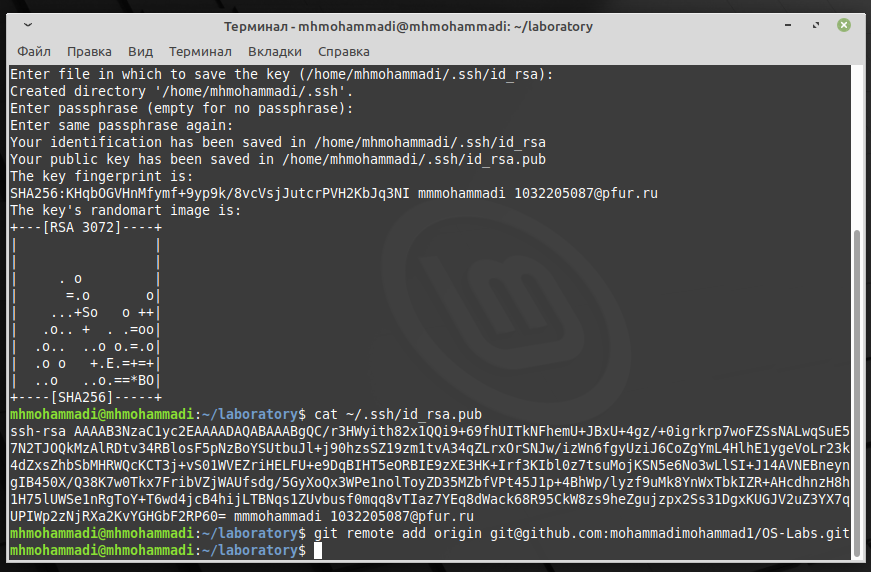 Терминал - mhmohammadi@mhmohammadi: ~/laboratory
Файл Правка Вид Терминал Вкладки Справка
Enter file in which to save the key (/home/mhmohammadi/.ssh/id_rsa):
Created directory '/home/mhmohammadi/.ssh'.
Enter passphrase (empty for no passphrase):
Enter same passphrase again:
Your identification has been saved in /home/mhmohammadi/.ssh/id_rsa
Your public key has been saved in /home/mhmohammadi/.ssh/id_rsa.pub
The key fingerprint is:
SHA256:KHqbOGVHnMfymf+9yp9k/8vcVsjJutcrPVH2KbJq3NI mmmohammadi 1032205087@pfur.ru
The key's randomart image is:
+---[RSA 3072]----+
|                 |
|                 |
|      . o         |
|       =.o       o|
|     ...+So   o ++|
|    .o.. +  . .=oo|
|   .o..  ..o o.=.o|
|   .o o   +.E.=+=+|
|   ..o   ..o.==*BO|
+----[SHA256]-----+
mhmohammadi@mhmohammadi:~/laboratory$ cat ~/.ssh/id_rsa.pub
ssh-rsa AAAAB3NzaC1yc2EAAAADAQABAAABgQC/r3HWyith82x1QQi9+69fhUITkNFhemU+JBxU+4gz/+0igrkrp7woFZSsNALwqSuE5
7N2TJOQkMzAlRDtv34RBlosF5pNzBoYSUtbuJl+j90hzsSZ19zm1tvA34qZLrxOrSNJw/izWn6fgyUziJ6CoZgYmL4HlhE1ygeVoLr23k
4dZxsZhbSbMHRWQcKCT3j+vS01WVEZriHELFU+e9DqBIHT5eORBIE9zXE3HK+Irf3KIbl0z7tsuMojKSN5e6No3wLlSI+J14AVNEBneyn
gIB450X/Q38K7w0Tkx7FribVZjWAUfsdg/5GyXoQx3WPe1nolToyZD35MZbfVPt45J1p+4BhWp/lyzf9uMk8YnWxTbkIZR+AHcdhnzH8h
1H75lUWSe1nRgToY+T6wd4jcB4hijLTBNqs1ZUvbusf0mqq8vTIaz7YEq8dWack68R95CkW8zs9heZgujzpx2Ss31DgxKUGJV2uZ3YX7q
UPIWp2zNjRXa2KvYGHGbF2RP60= mmmohammadi 1032205087@pfur.ru
mhmohammadi@mhmohammadi:~/laboratory$ git remote add origin git@github.com:mohammadimohammad1/OS-Labs.git
mhmohammadi@mhmohammadi:~/laboratory$